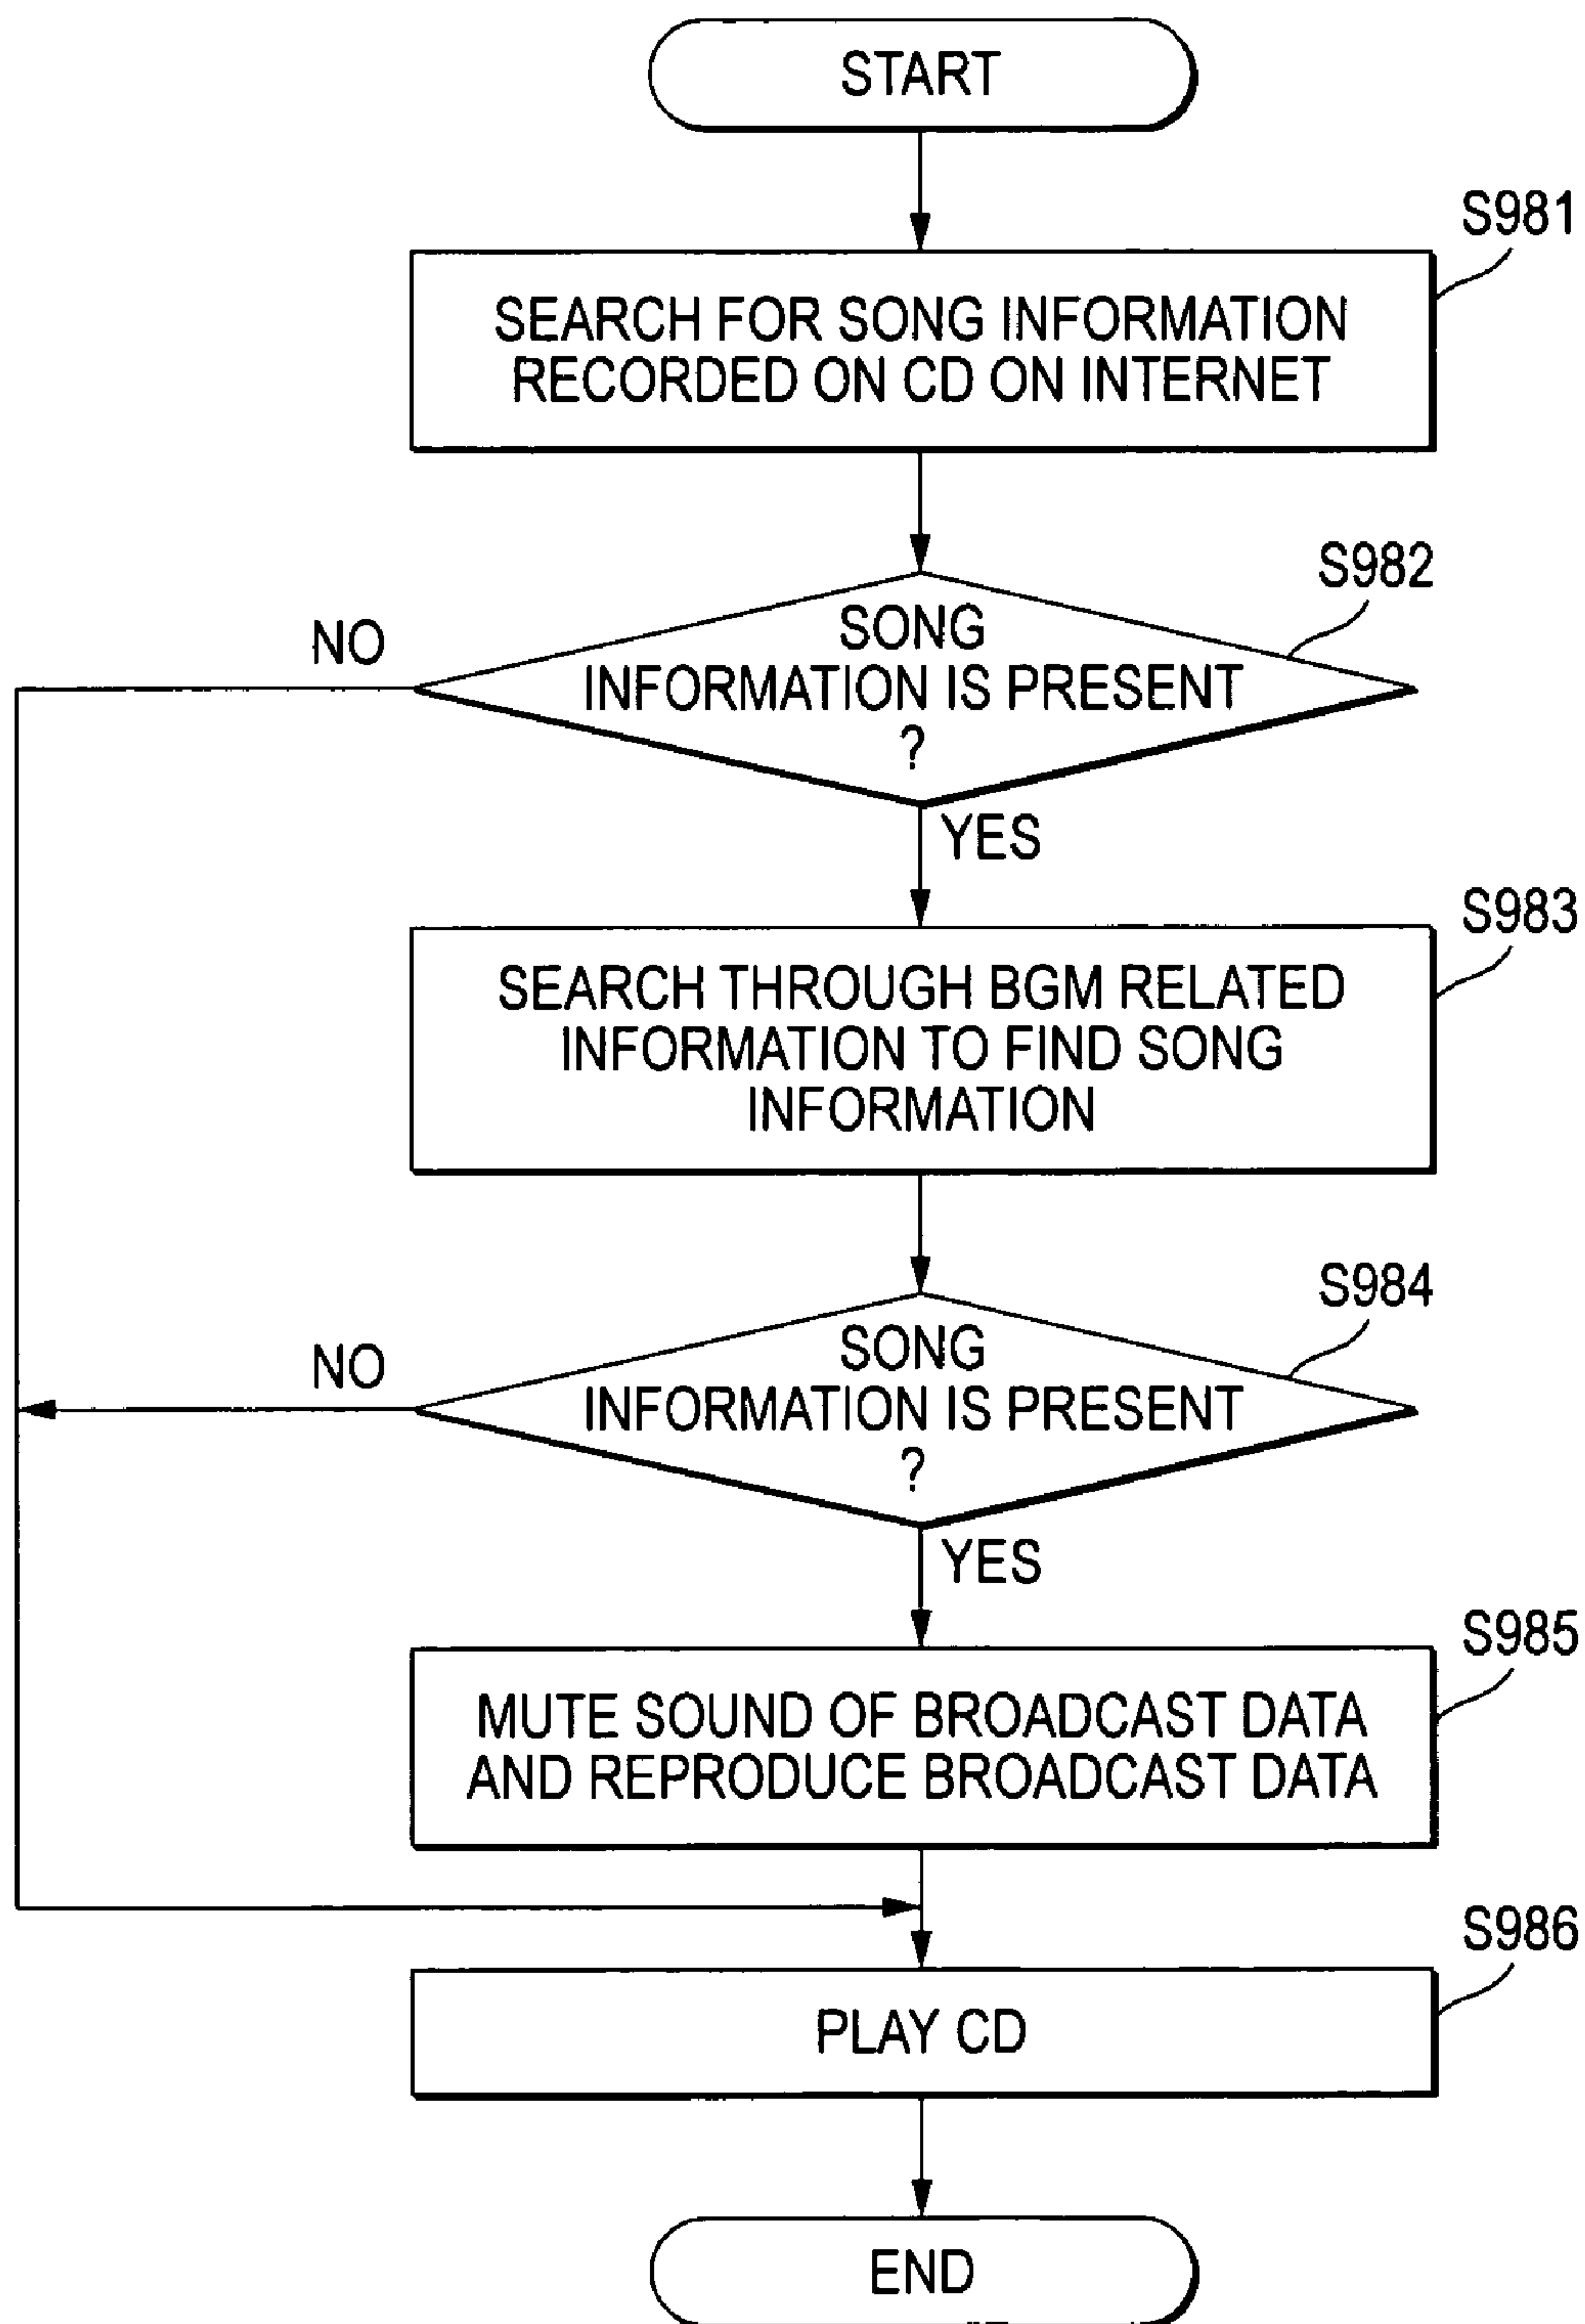 START
S981
SEARCH FOR SONG INFORMATION
RECORDED ON CD ON INTERNET
S982
NO
SONG
INFORMATION IS PRESENT
?
YES
S983
SEARCH THROUGH BGM RELATED
INFORMATION TO FIND SONG
INFORMATION
S984
NO
SONG
INFORMATION IS PRESENT
?
YES
S985
MUTE SOUND OF BROADCAST DATA
AND REPRODUCE BROADCAST DATA
S986
PLAY CD
END